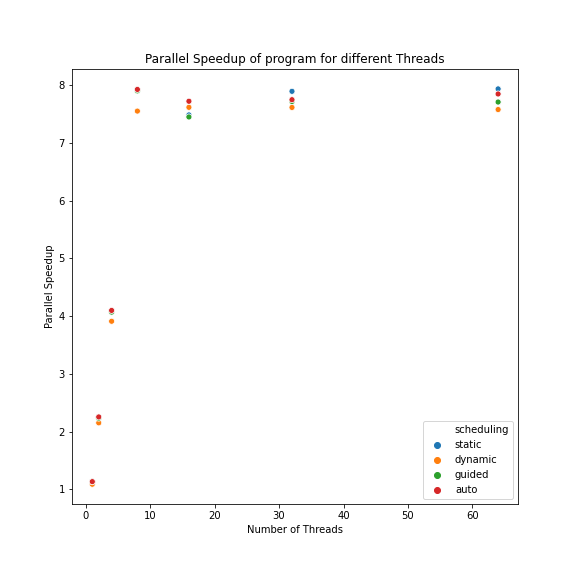 Parallel Speedup of program for different Threads
8
7
6
5
4
3
2
1
Parallel Speedup
0 10 20 30 40 50 60
Number of Threads
scheduling
static
dynamic
guided
auto